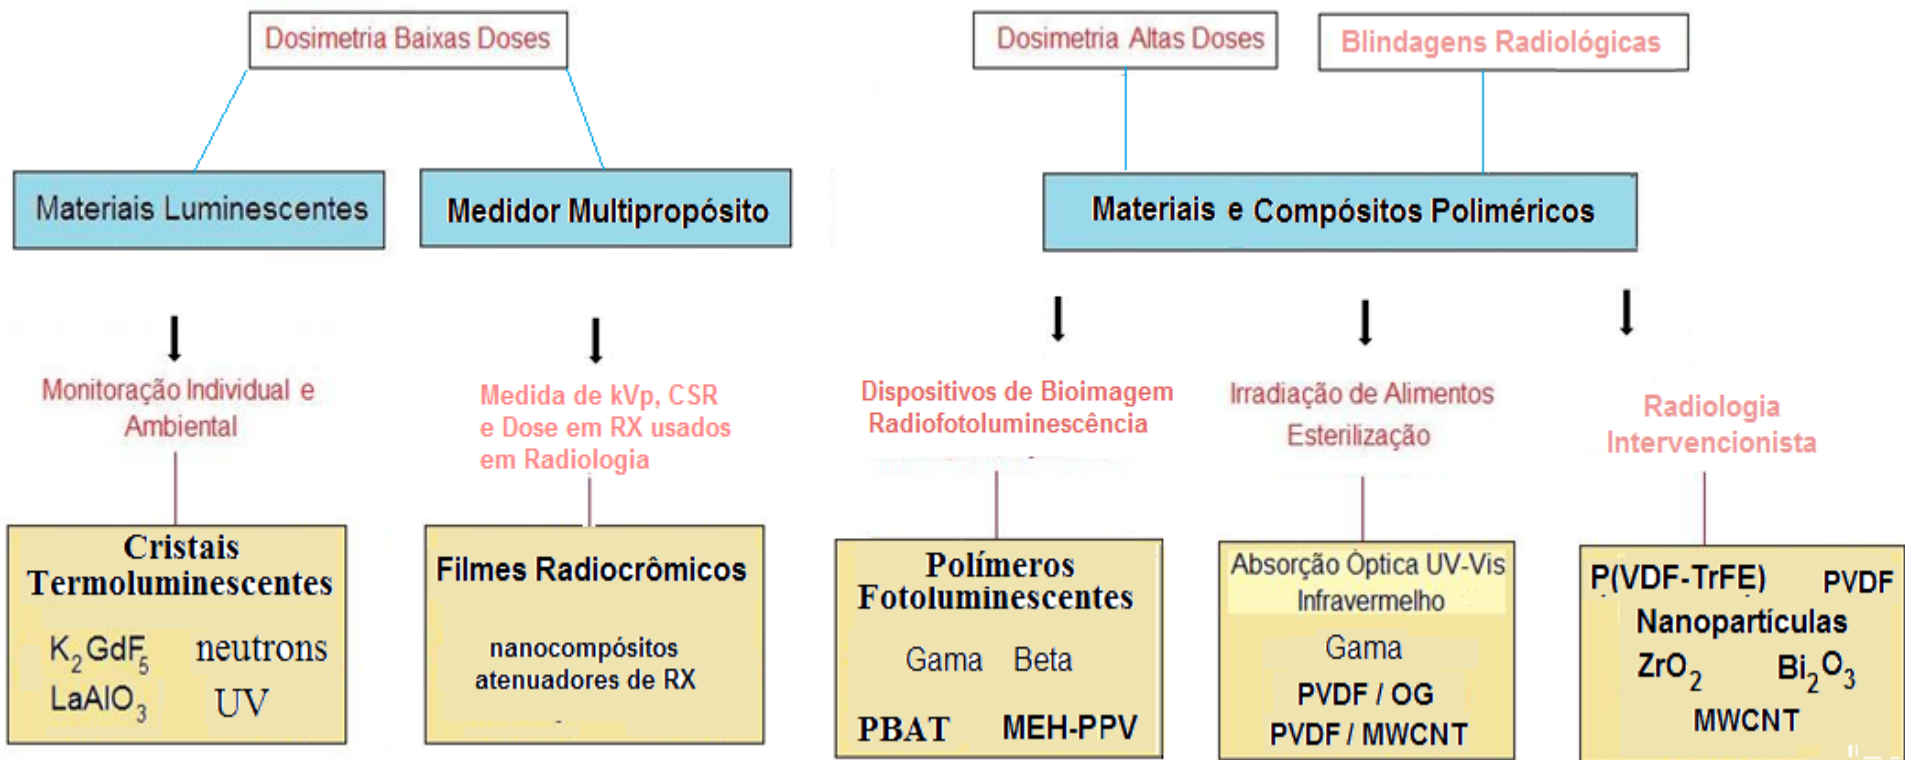 Dosimetria Baixas Doses
Dosimetria Altas Doses
Blindagens Radiológicas
Materiais Luminescentes
Medidor Multipropósito
Materiais e Compósitos Poliméricos
Monitoração Individual e
Ambiental
Medida de kVp, CSR
e Dose em RX usados
em Radiologia
Dispositivos de Bioimagem
Radiofotoluminescência
Irradiação de Alimentos
Esterilização
Radiologia
Intervencionista
Cristais
Termoluminescentes
K₂GdF₅ neutrons
LaAlO₃ UV
Filmes Radiocrômicos
nanocompósitos
atenuadores de RX
Polímeros
Fotoluminescentes
Gama Beta
PBAT MEH-PPV
Absorção Óptica UV-Vis
Infravermelho
Gama
PVDF / OG
PVDF / MWCNT
P(VDF-TrFE) PVDF
Nanopartículas
ZrO₂ Bi₂O₃
MWCNT